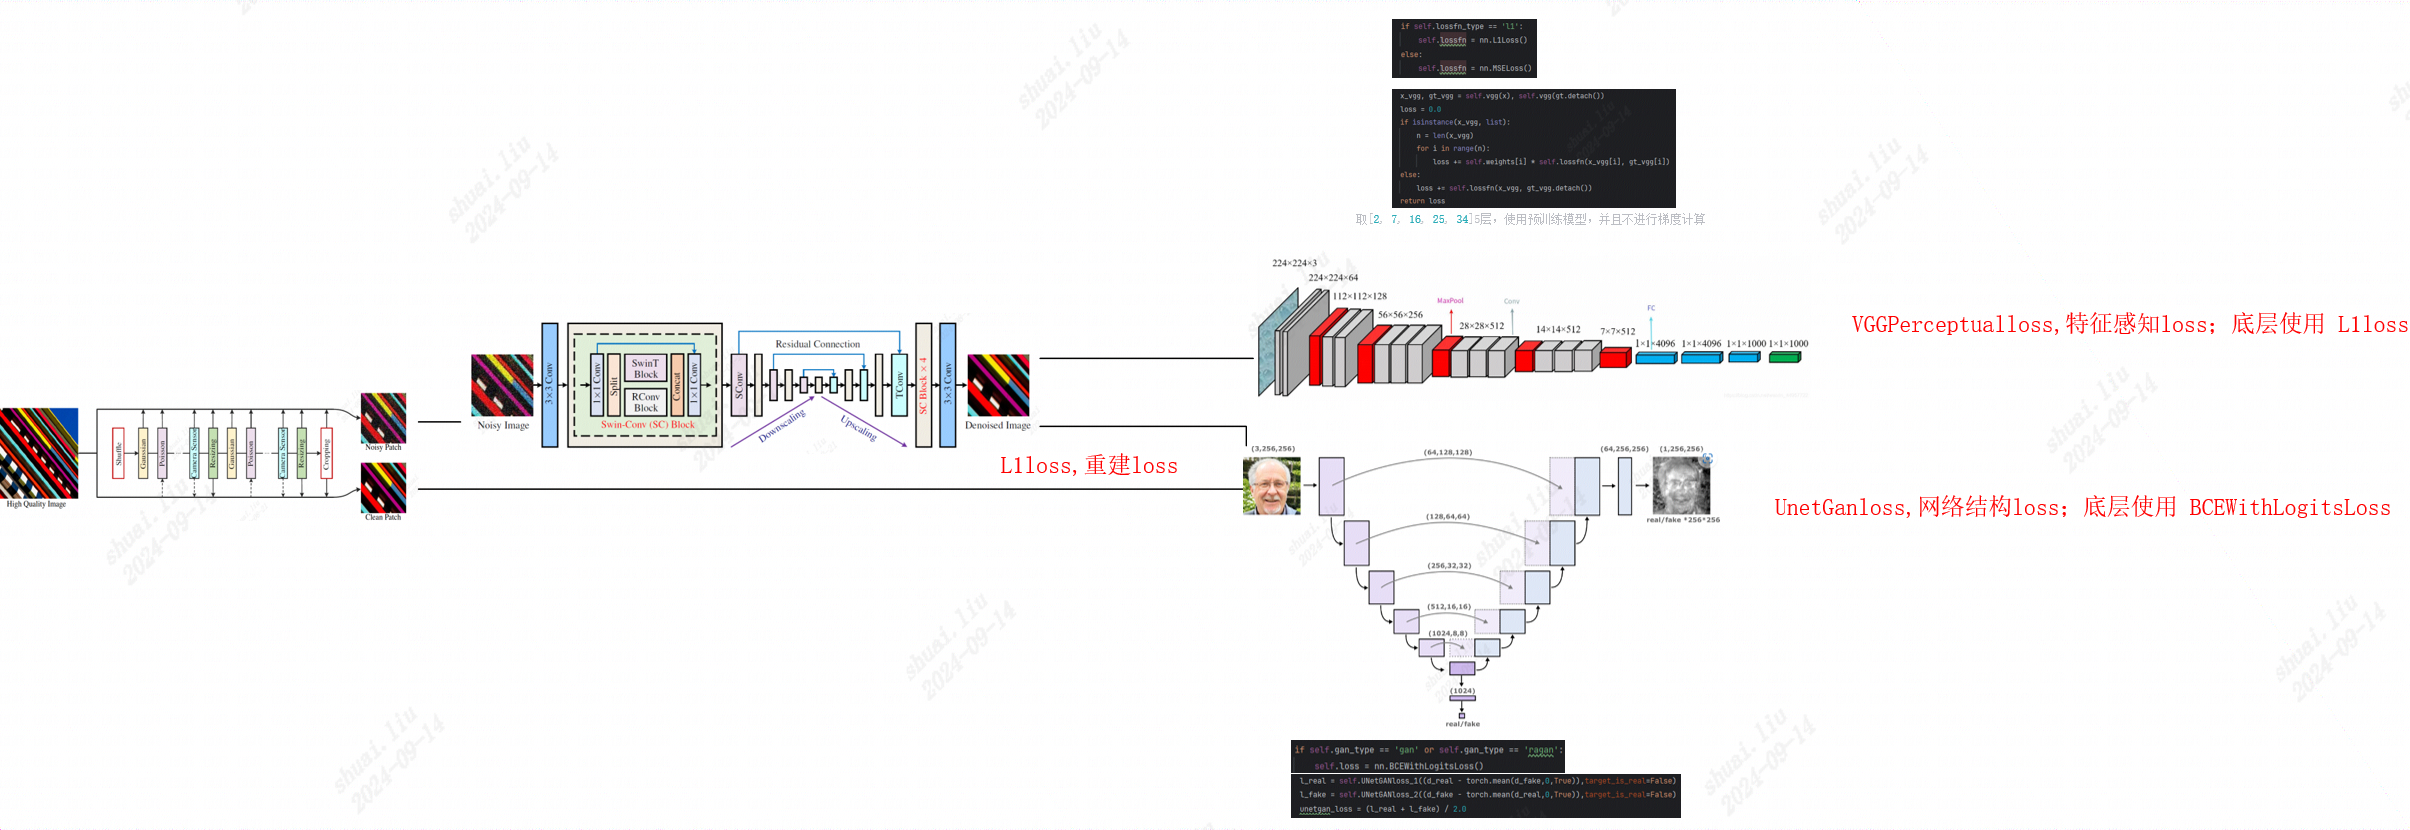 if self.lossfn_type == 'l1':
self.lossfn = nn.L1Loss()
else:
self.lossfn = nn.MSELoss()
x_vgg, gt_vgg = self.vgg(x), self.vgg(gt.detach())
loss = 0.0
if isinstance(x_vgg, list):
n = len(x_vgg)
for i in range(n):
loss += self.weights[i] * self.lossfn(x_vgg[i], gt_vgg[i])
else:
loss += self.lossfn(x_vgg, gt_vgg.detach())
return loss
取[2, 7, 16, 25, 34]5层，使用预训练模型，并且不进行梯度计算
224×224×3
224×224×64
112×112×128
56×56×256
MaxPool
28×28×512
Conv
14×14×512
7×7×512
FC
1×1×4096
1×1×4096
1×1×1000
1×1×1000
VGGPerceptualloss,特征感知loss；底层使用 L1loss
High Quality Image
Shuffle
Gaussian
Poisson
Camera Sensor
Resizing
Gaussian
Poisson
Camera Sensor
Resizing
Cropping
Noisy Patch
Clean Patch
Noisy Image
3×3 Conv
1×1 Conv
Split
SwinT
Block
RConv
Block
Concat
1×1 Conv
Swin-Conv (SC) Block
SConv
Residual Connection
Downscaling
Upscaling
TConv
SC Block × 4
3×3 Conv
Denoised Image
L1loss,重建loss
(3,256,256)
(64,128,128)
(64,256,256)
(1,256,256)
real/fake *256*256
(128,64,64)
(256,32,32)
(512,16,16)
(1024,8,8)
(1024)
real/fake
UnetGanloss,网络结构loss；底层使用 BCEWithLogitsLoss
if self.gan_type == 'gan' or self.gan_type == 'ragan':
self.loss = nn.BCEWithLogitsLoss()
l_real = self.UNetGANloss_1((d_real - torch.mean(d_fake,0,True)),target_is_real=False)
l_fake = self.UNetGANloss_2((d_fake - torch.mean(d_real,0,True)),target_is_real=False)
unetgan_loss = (l_real + l_fake) / 2.0
shuai.liu
2024-09-14